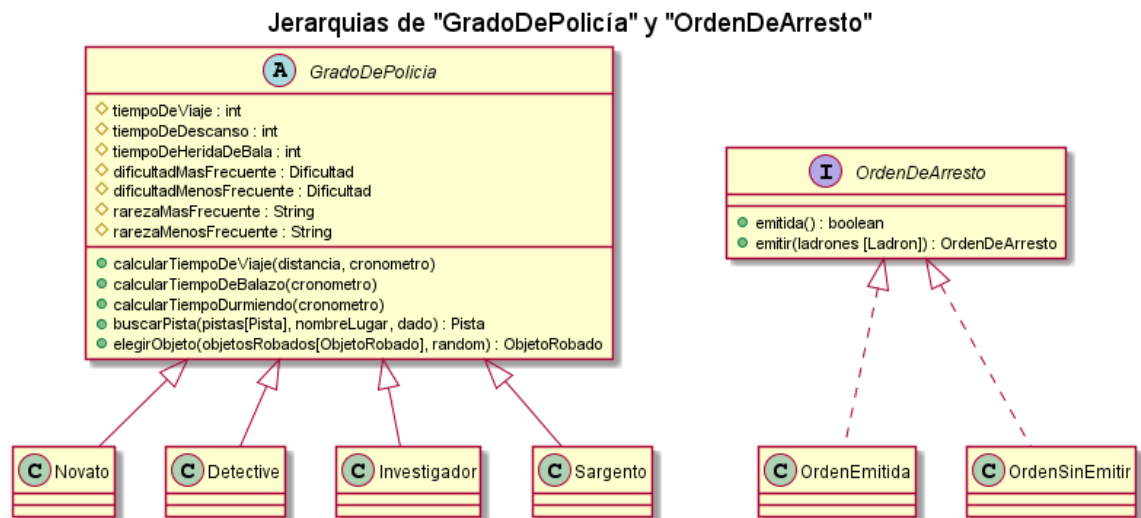 Jerarquias de "GradoDePolicía" y "OrdenDeArresto"
A GradoDePolicia
tiempoDeViaje : int
tiempoDeDescanso : int
tiempoDeHeridaDeBala : int
dificultadMasFrecuente : Dificultad
dificultadMenosFrecuente : Dificultad
rarezaMasFrecuente : String
rarezaMenosFrecuente : String
calcularTiempoDeViaje(distancia, cronometro)
calcularTiempoDeBalazo(cronometro)
calcularTiempoDurmiendo(cronometro)
buscarPista(pistas[Pista], nombreLugar, dado) : Pista
elegirObjeto(objetosRobados[ObjetoRobado], random) : ObjetoRobado
I OrdenDeArresto
emitida() : boolean
emitir(ladrones [Ladron]) : OrdenDeArresto
C Novato
C Detective
C Investigador
C Sargento
C OrdenEmitida
C OrdenSinEmitir